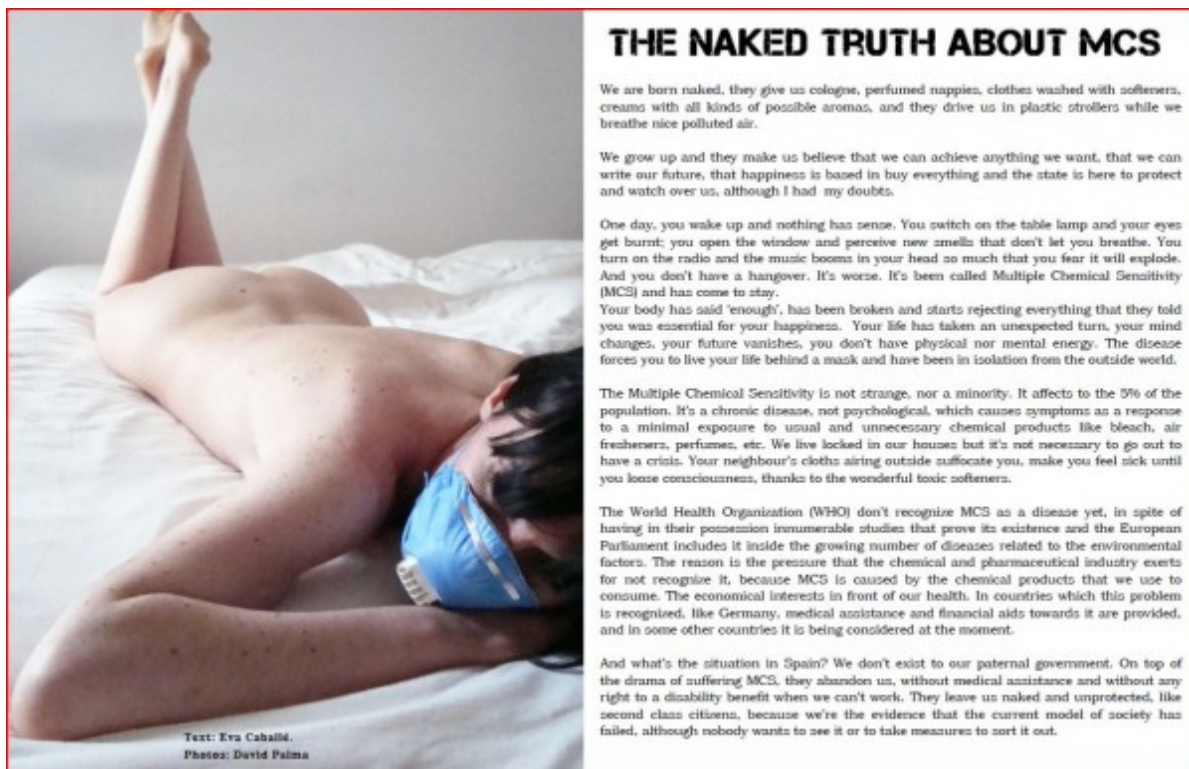 THE NAKED TRUTH ABOUT MCS
We are born naked, they give us cologne, perfumed nappies, clothes washed with softeners,
creams with all kinds of possible aromas, and they drive us in plastic strollers while we
breathe nice polluted air.
We grow up and they make us believe that we can achieve anything we want, that we can
write our future, that happiness is based in buy everything and the state is here to protect
and watch over us, although I had my doubts.
One day, you wake up and nothing has sense. You switch on the table lamp and your eyes
get burnt; you open the window and perceive new smells that don't let you breathe. You
turn on the radio and the music booms in your head so much that you fear it will explode.
And you don't have a hangover. It's worse. It's been called Multiple Chemical Sensitivity
(MCS) and has come to stay.
Your body has said 'enough', has been broken and starts rejecting everything that they told
you was essential for your happiness. Your life has taken an unexpected turn, your mind
changes, your future vanishes, you don't have physical nor mental energy. The disease
forces you to live your life behind a mask and have been in isolation from the outside world.
The Multiple Chemical Sensitivity is not strange, nor a minority. It affects to the 5% of the
population. It's a chronic disease, not psychological, which causes symptoms as a response
to a minimal exposure to usual and unnecessary chemical products like bleach, air
fresheners, perfumes, etc. We live locked in our houses but it's not necessary to go out to
have a crisis. Your neighbour's cloths airing outside suffocate you, make you feel sick until
you loose consciousness, thanks to the wonderful toxic softeners.
The World Health Organization (WHO) don't recognize MCS as a disease yet, in spite of
having in their possession innumerable studies that prove its existence and the European
Parliament includes it inside the growing number of diseases related to the environmental
factors. The reason is the pressure that the chemical and pharmaceutical industry exerts
for not recognize it, because MCS is caused by the chemical products that we use to
consume. The economical interests in front of our health. In countries which this problem
is recognized, like Germany, medical assistance and financial aids towards it are provided,
and in some other countries it is being considered at the moment.
And what's the situation in Spain? We don't exist to our paternal government. On top of
the drama of suffering MCS, they abandon us, without medical assistance and without any
right to a disability benefit when we can't work. They leave us naked and unprotected, like
second class citizens, because we're the evidence that the current model of society has
failed, although nobody wants to see it or to take measures to sort it out.
Text: Eva Caballé.
Photos: David Palma